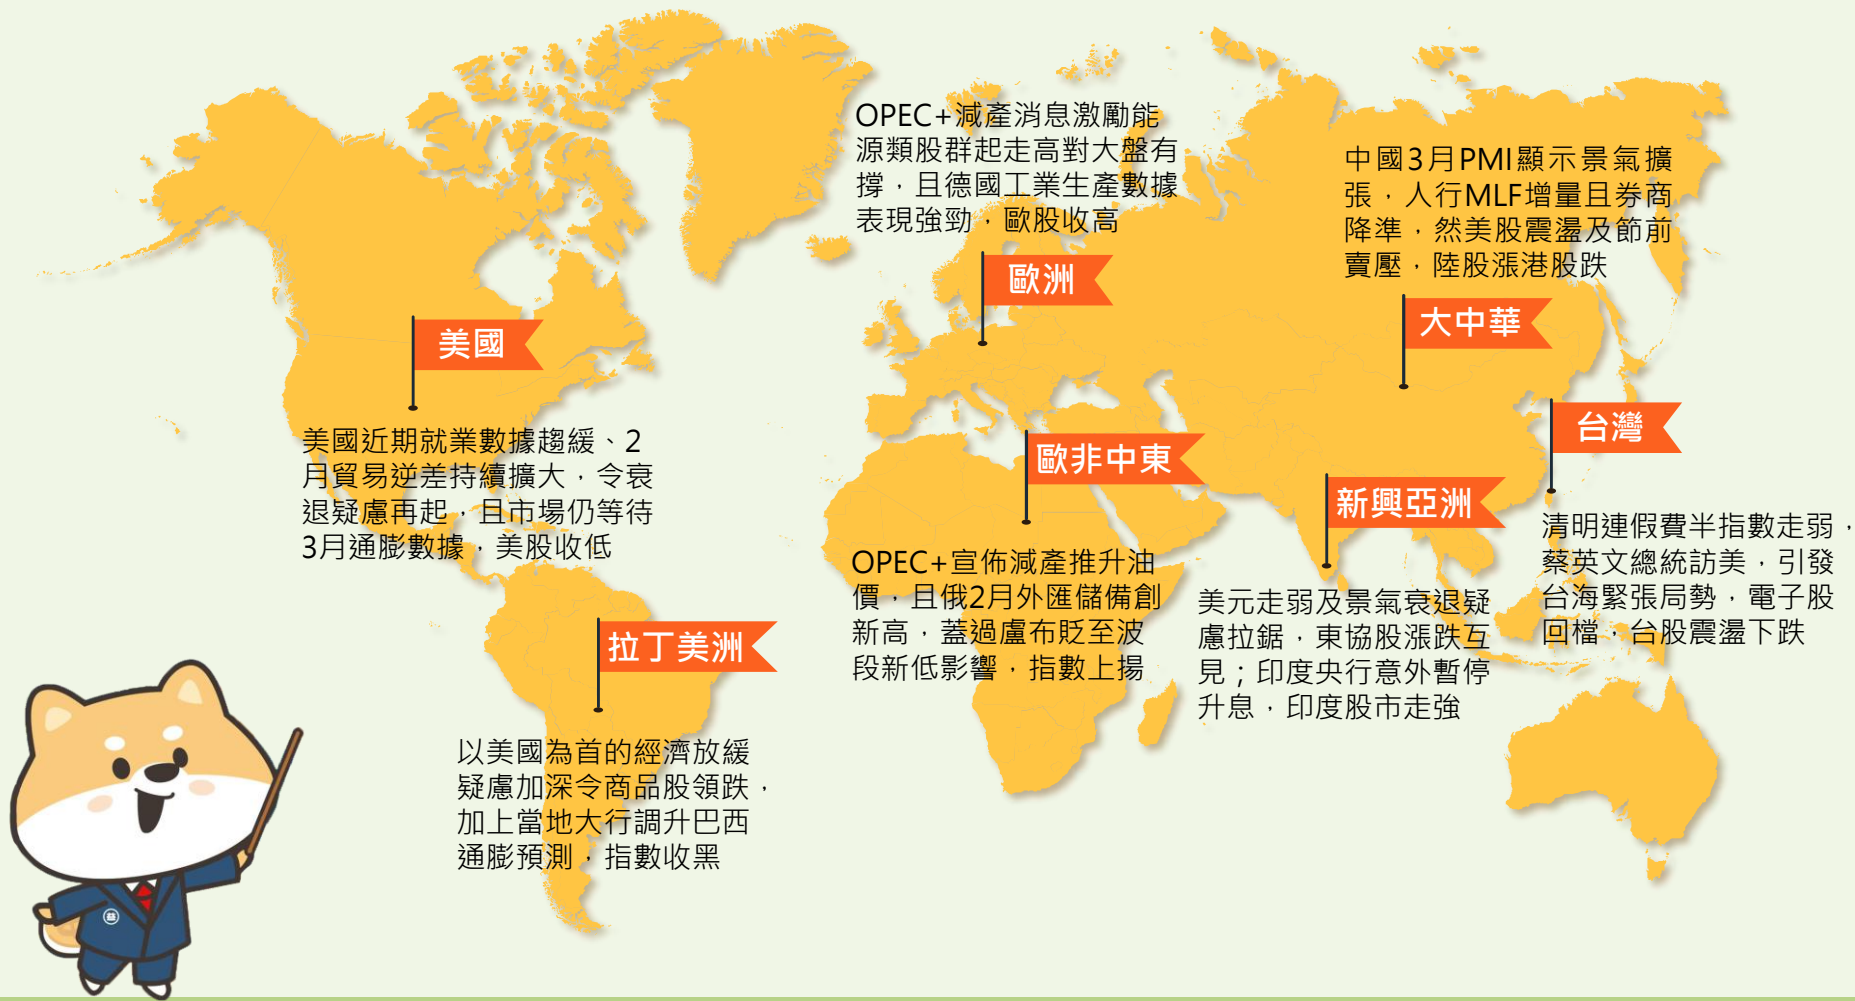 美國
美國近期就業數據趨緩、2
月貿易逆差持續擴大，令衰
退疑慮再起，且市場仍等待
3月通膨數據，美股收低
OPEC+減產消息激勵能
源類股群起走高對大盤有
撐，且德國工業生產數據
表現強勁，歐股收高
歐洲
中國3月PMI顯示景氣擴
張，人行MLF增量且券商
降準，然美股震盪及節前
賣壓，陸股漲港股跌
大中華
台灣
清明連假費半指數走弱，
蔡英文總統訪美，引發
台海緊張局勢，電子股
回檔，台股震盪下跌
歐非中東
OPEC+宣佈減產推升油
價，且俄2月外匯儲備創
新高，蓋過盧布貶至波
段新低影響，指數上揚
新興亞洲
美元走弱及景氣衰退疑
慮拉鋸，東協股漲跌互
見；印度央行意外暫停
升息，印度股市走強
拉丁美洲
以美國為首的經濟放緩
疑慮加深令商品股領跌，
加上當地大行調升巴西
通膨預測，指數收黑